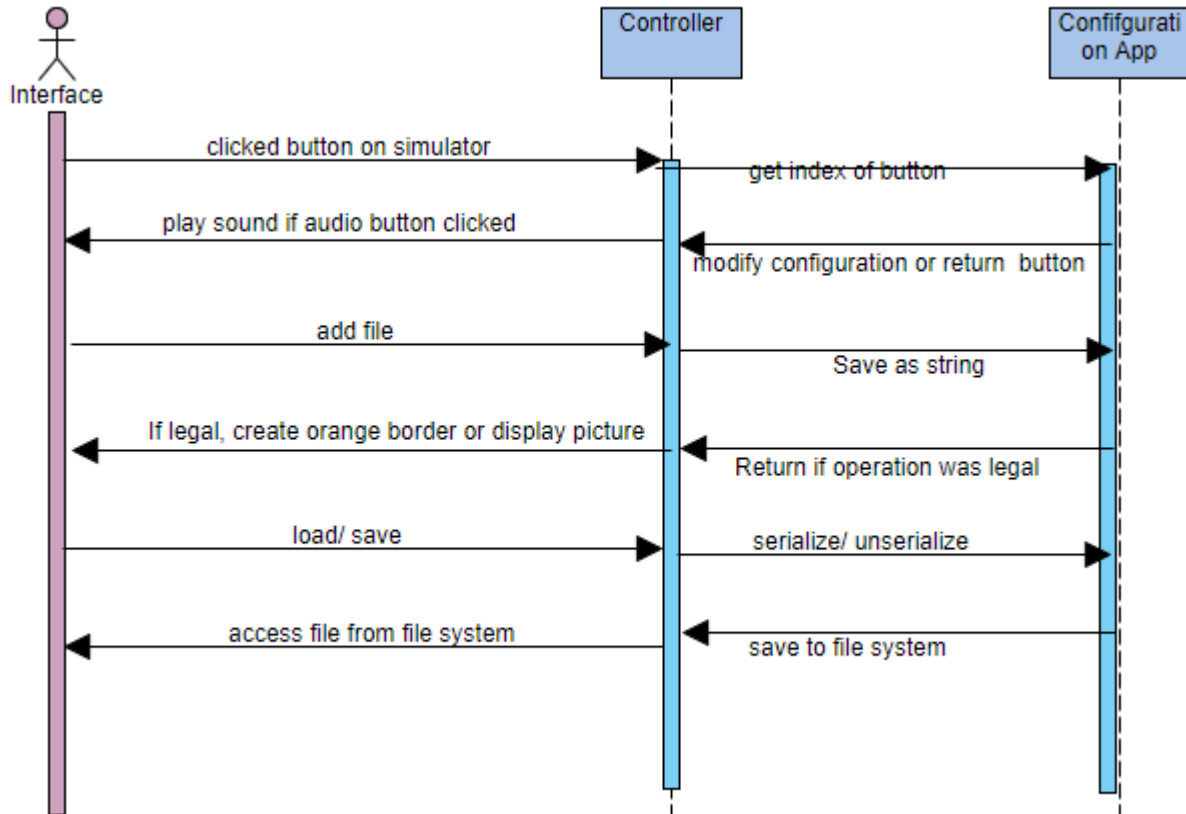 Interface
Controller
Confifgurati
on App
clicked button on simulator
get index of button
play sound if audio button clicked
modify configuration or return  button
add file
Save as string
If legal, create orange border or display picture
Return if operation was legal
load/ save
serialize/ unserialize
access file from file system
save to file system